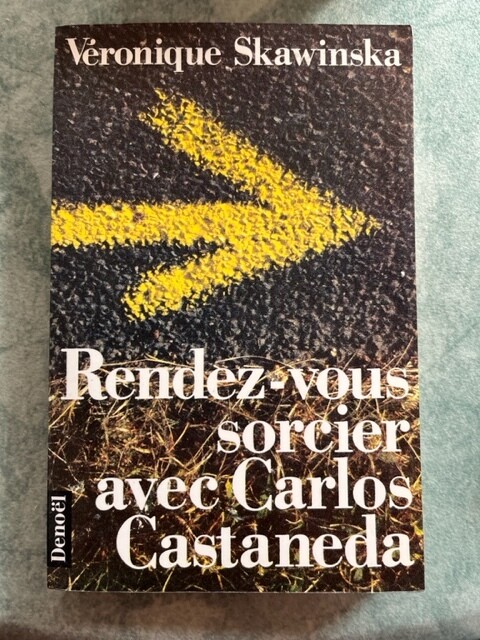 Véronique Skawinska
Rendez-vous
sorcier
avec Carlos
Castaneda
Denoël